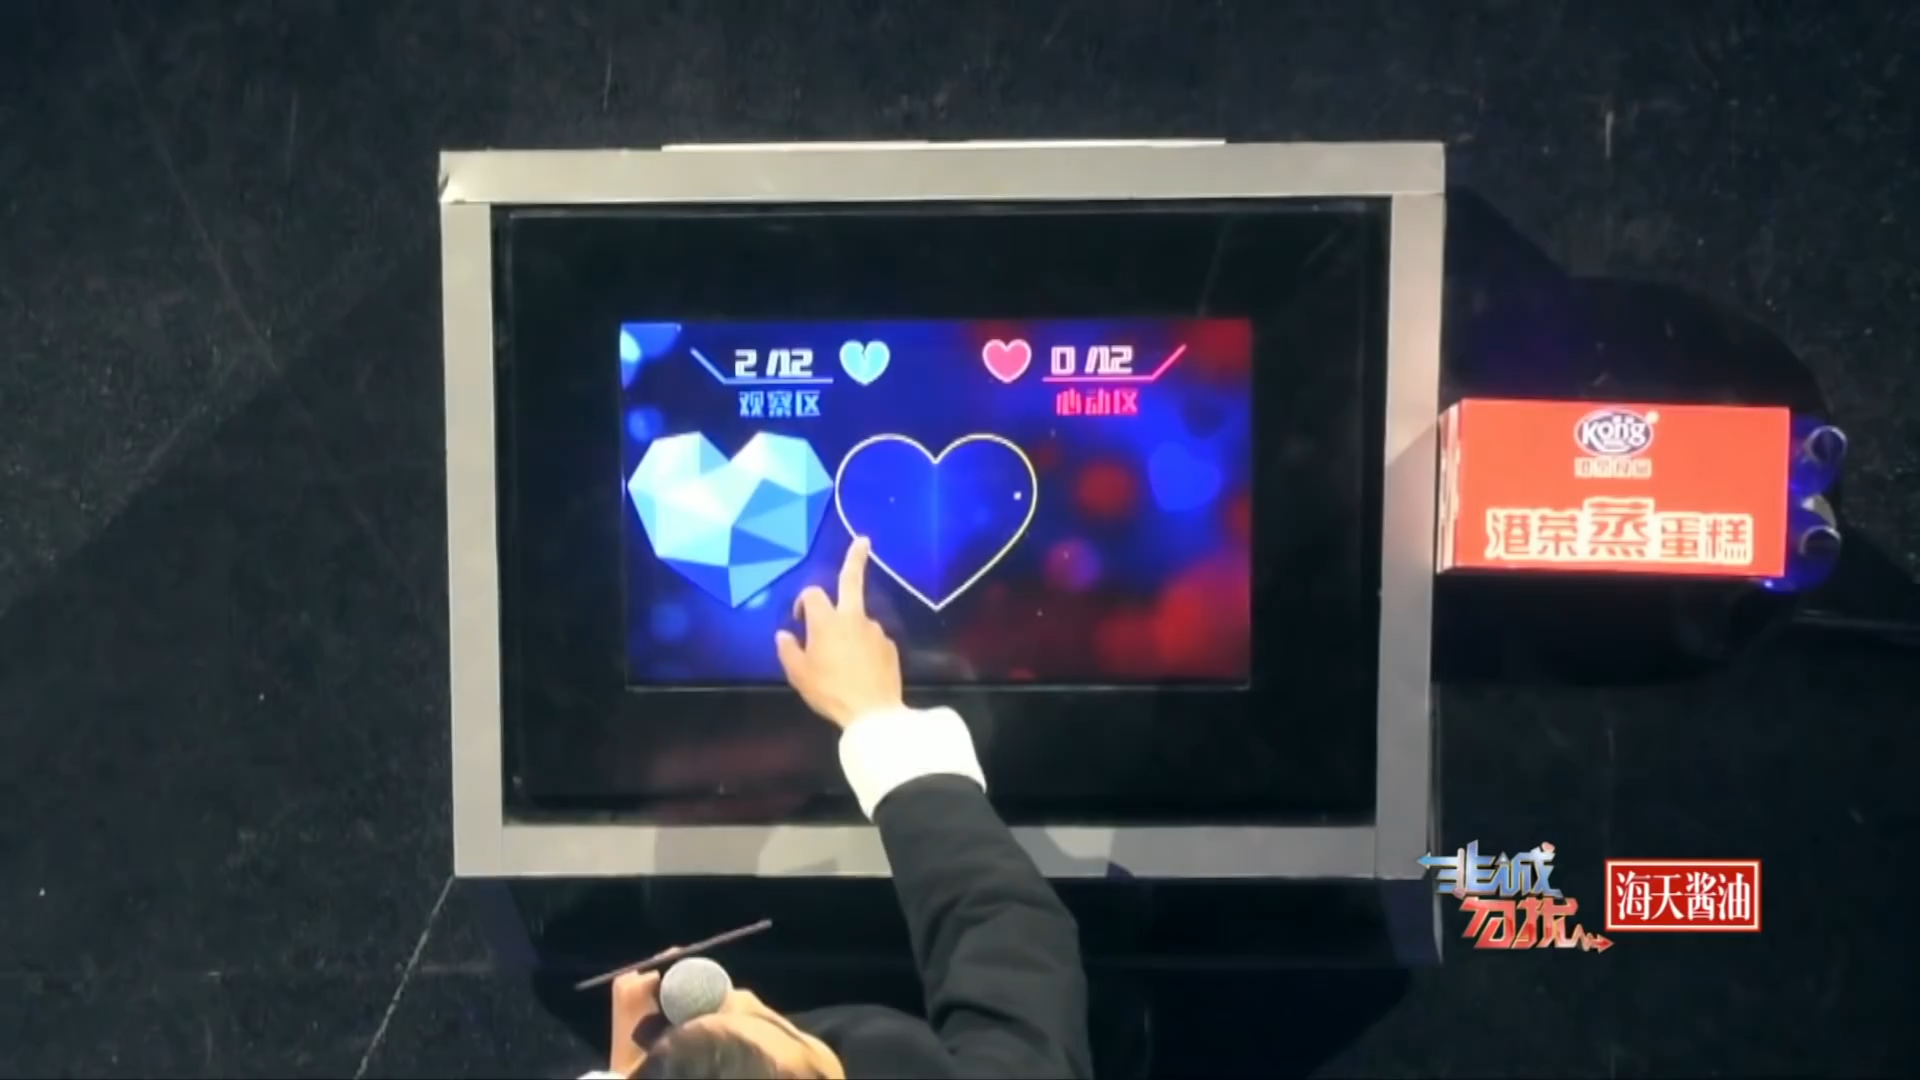 2 /12
0 /12
观察区
心动区
Kong
港荣蒸蛋糕
非诚勿扰
海天酱油